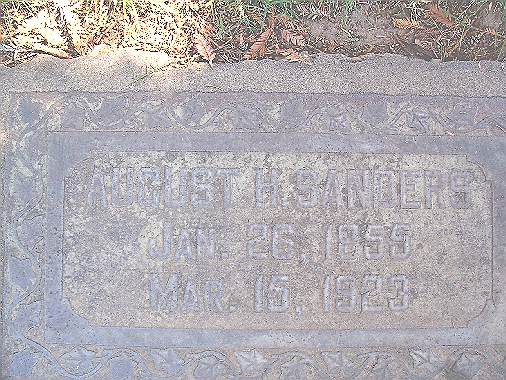 AUGUST H. SANDERS
JAN. 26, 1855
MAR. 15, 1923